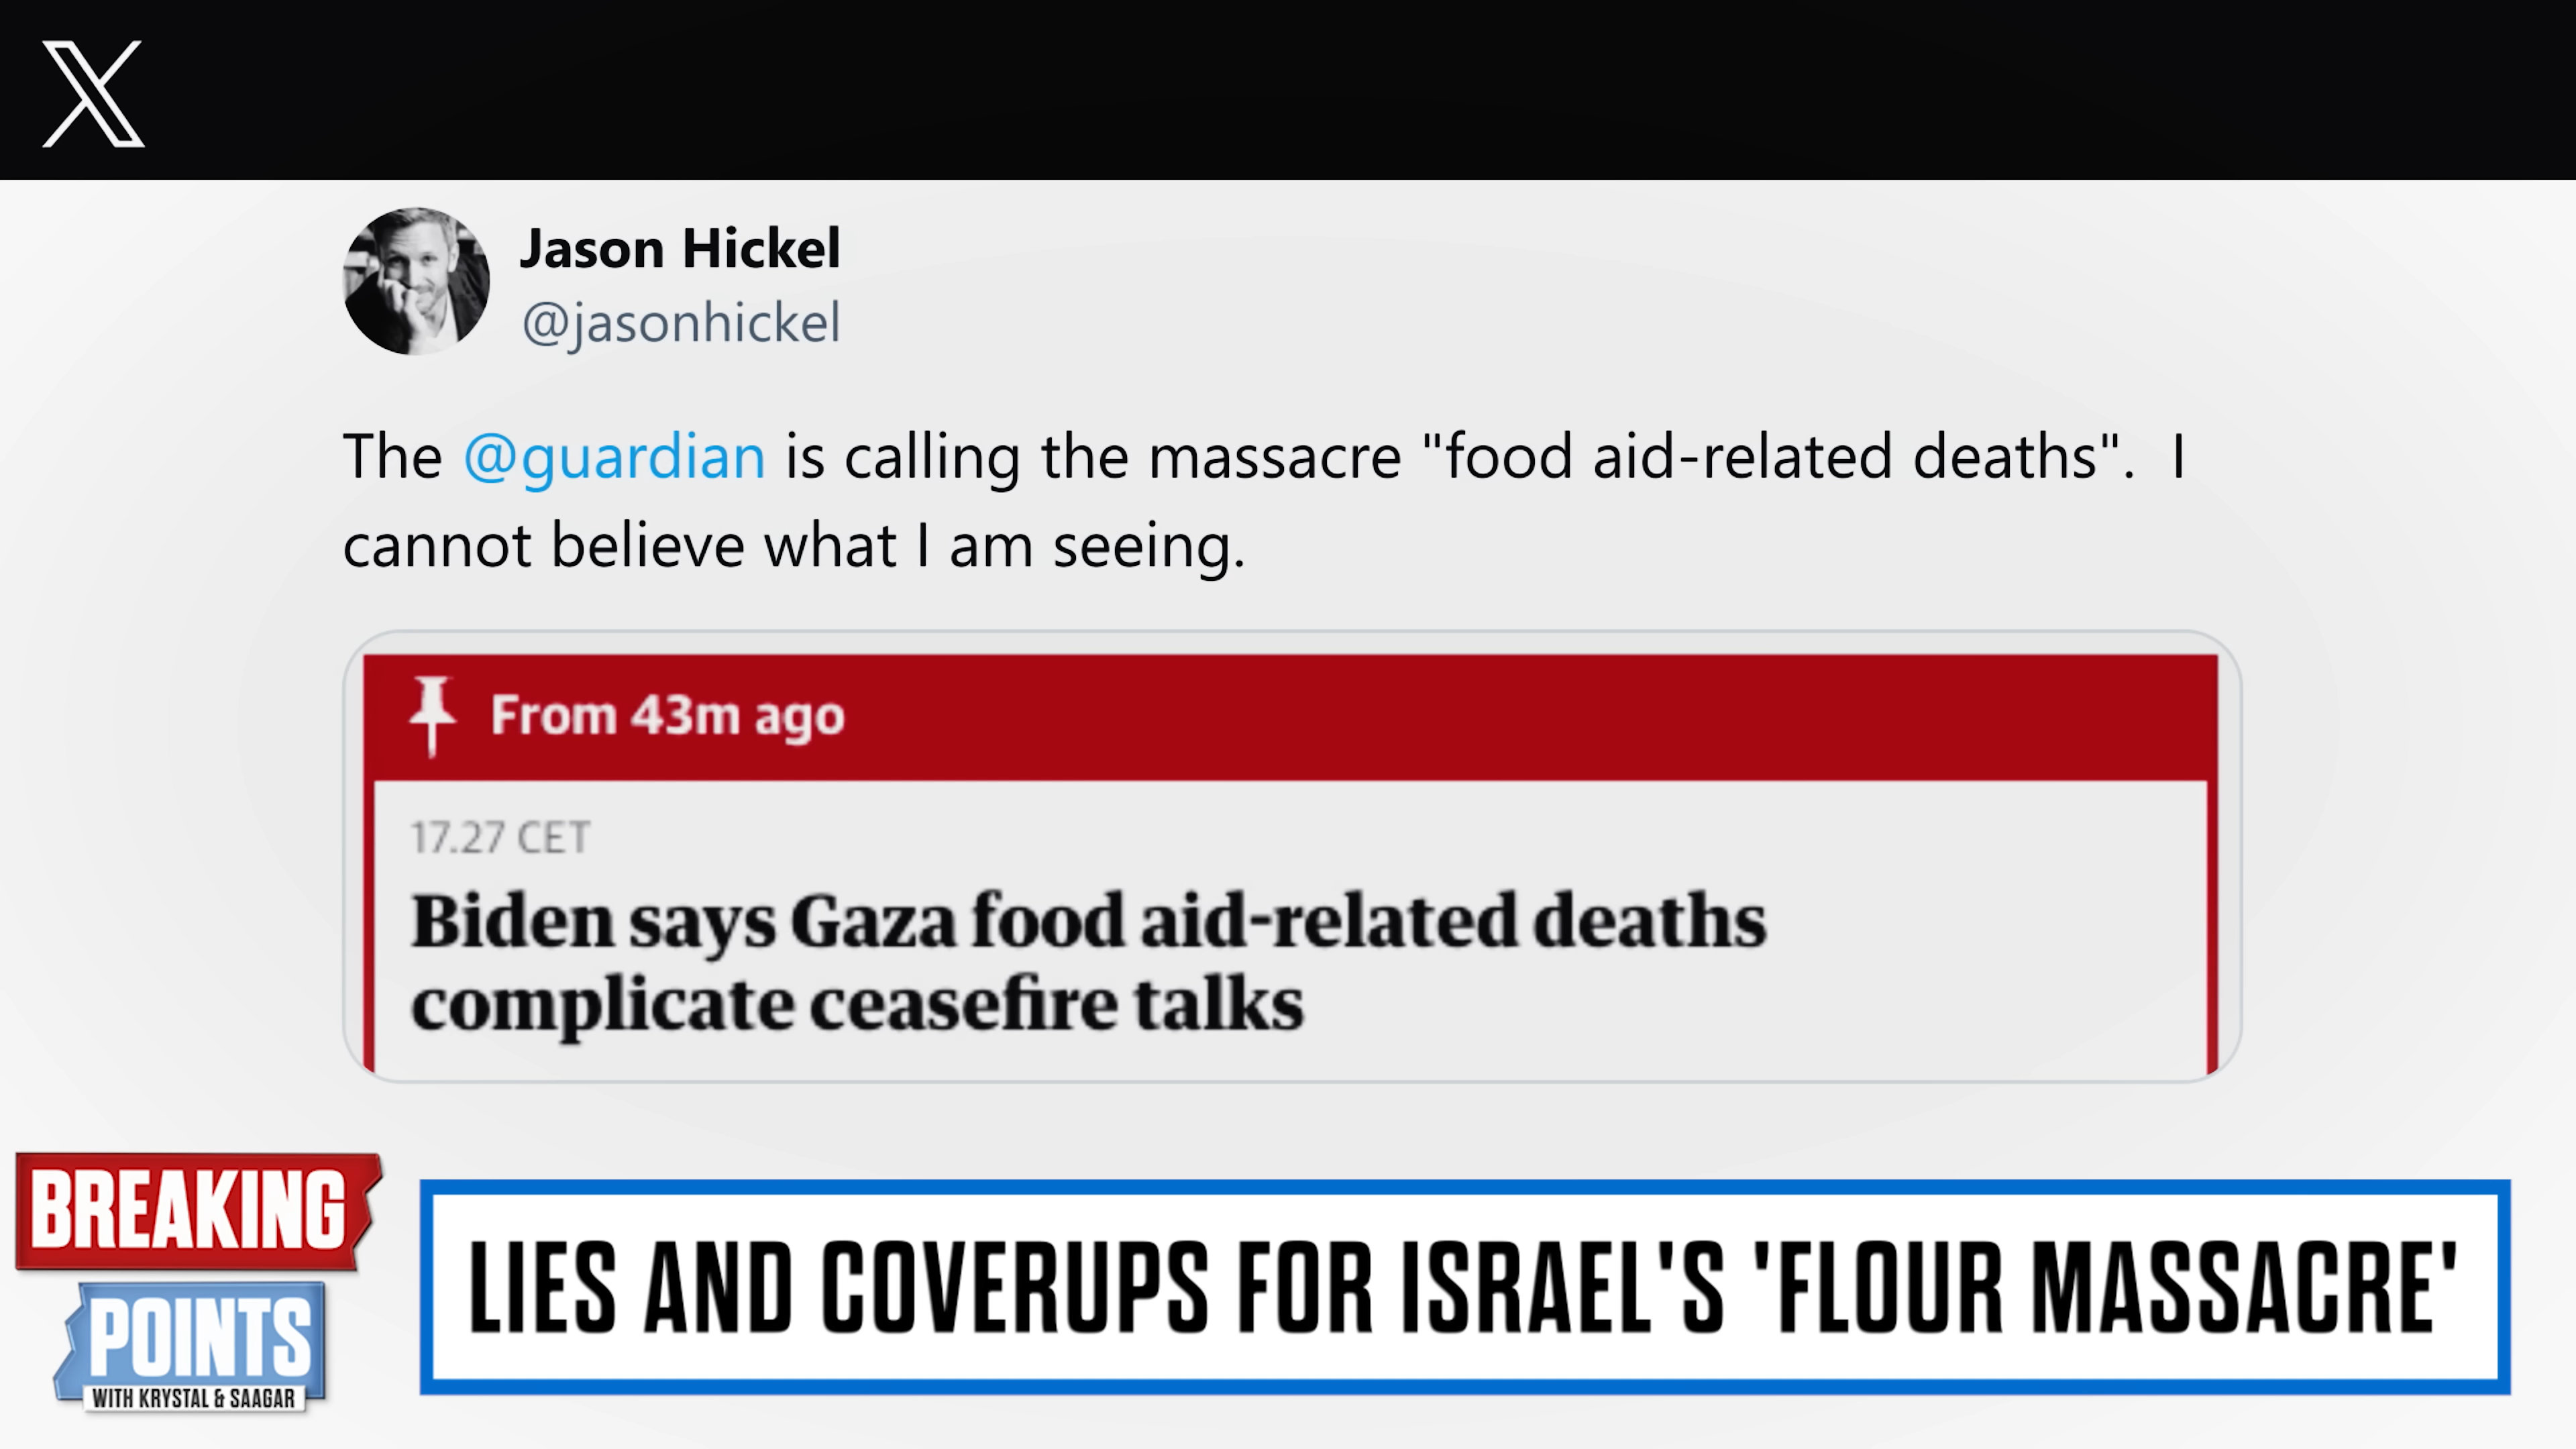 Jason Hickel
@jasonhickel
The @guardian is calling the massacre "food aid-related deaths".  I
cannot believe what I am seeing.
From 43m ago
17.27 CET
Biden says Gaza food aid-related deaths
complicate ceasefire talks
BREAKING
POINTS
WITH KRYSTAL & SAAGAR
LIES AND COVERUPS FOR ISRAEL'S 'FLOUR MASSACRE'